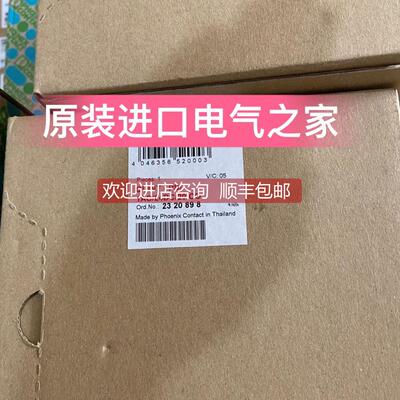 原装进口电气之家
4 046356 520003
V/C: 05
欢迎进店咨询 顺丰包邮
Ord.No.: 23 20 89 8
Made by Phoenix Contact in Thailand